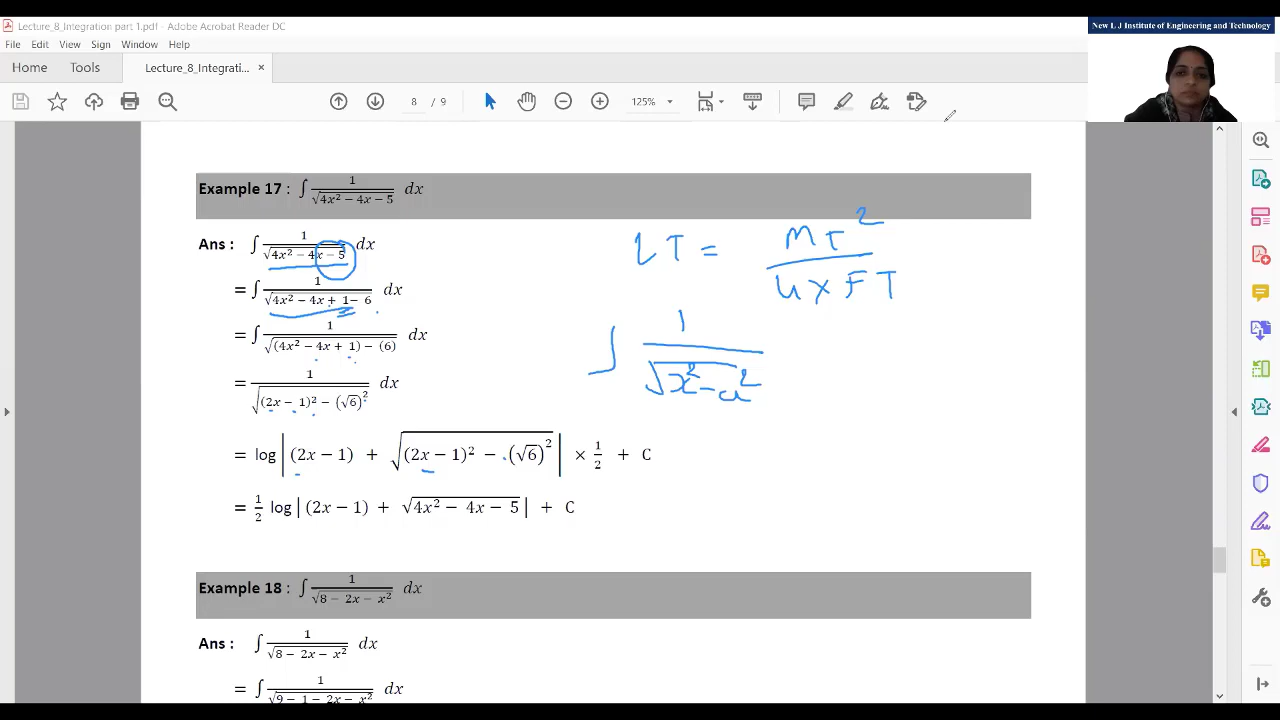 Lecture_8_Integration part 1.pdf - Adobe Acrobat Reader DC
New L J Institute of Engineering and Technology
File Edit View Sign Window Help
Home Tools Lecture_8_Integrati... ×
8 / 9 125%
Example 17 : ∫ 1/√(4x² − 4x − 5) dx
Ans : ∫ 1/√(4x² − 4x − 5) dx
= ∫ 1/√(4x² − 4x + 1 − 6) dx
= ∫ 1/√((4x² − 4x + 1) − (6)) dx
= 1/√((2x − 1)² − (√6)²) dx
= log|(2x − 1) + √((2x − 1)² − (√6)²)| × 1/2 + C
= 1/2 log|(2x − 1) + √(4x² − 4x − 5)| + C
LT = MT²/(4×FT)
∫ 1/√(x²−a²)
Example 18 : ∫ 1/√(8 − 2x − x²) dx
Ans : ∫ 1/√(8 − 2x − x²) dx
= ∫ 1/√(9 − 1 − 2x − x²) dx